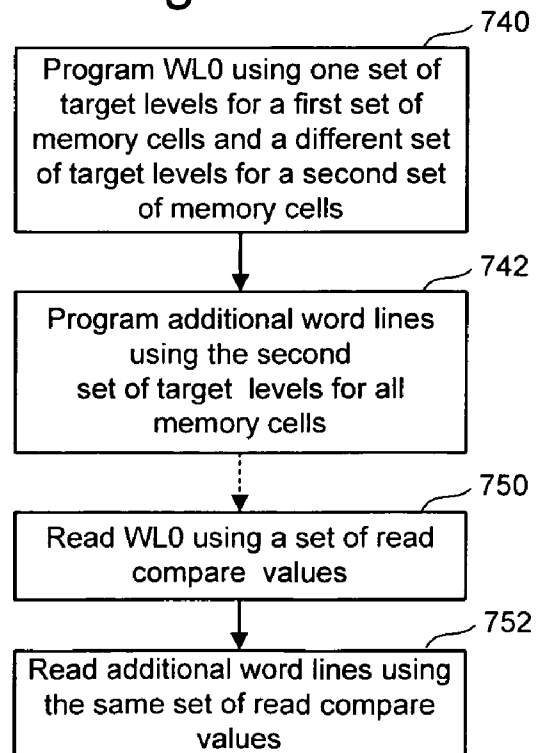 740
Program WL0 using one set of
target levels for a first set of
memory cells and a different set
of target levels for a second set
of memory cells
742
Program additional word lines
using the second
set of target levels for all
memory cells
750
Read WL0 using a set of read
compare values
752
Read additional word lines using
the same set of read compare
values